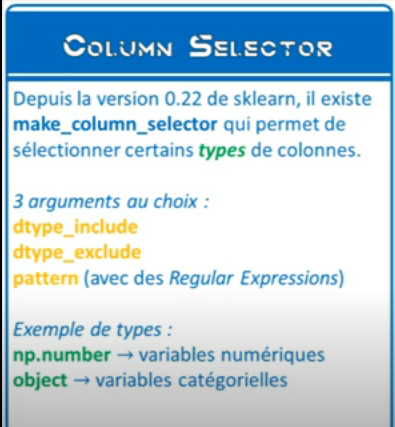 COLUMN SELECTOR
Depuis la version 0.22 de sklearn, il existe
make_column_selector qui permet de
sélectionner certains types de colonnes.
3 arguments au choix :
dtype_include
dtype_exclude
pattern (avec des Regular Expressions)
Exemple de types :
np.number → variables numériques
object → variables catégorielles